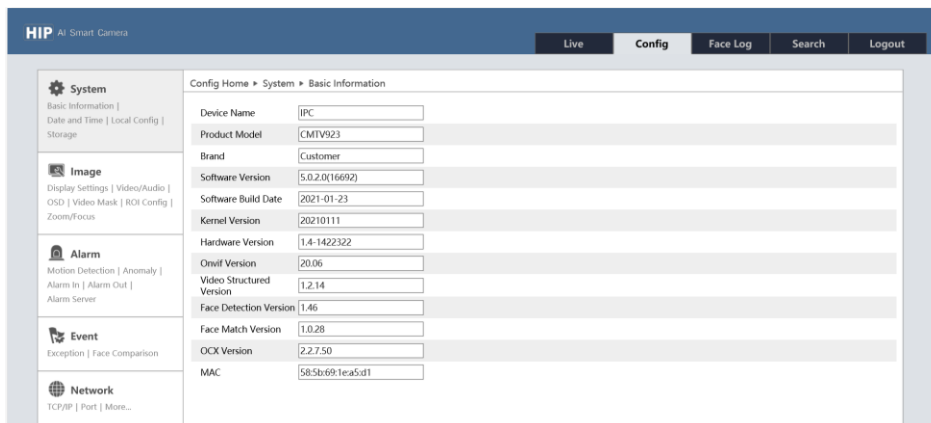 HIP AI Smart Camera
Live Config Face Log Search Logout
System
Basic Information |
Date and Time | Local Config |
Storage
Image
Display Settings | Video/Audio |
OSD | Video Mask | ROI Config |
Zoom/Focus
Alarm
Motion Detection | Anomaly |
Alarm In | Alarm Out |
Alarm Server
Event
Exception | Face Comparison
Network
TCP/IP | Port | More...
Config Home ▸ System ▸ Basic Information
Device Name IPC
Product Model CMTV923
Brand Customer
Software Version 5.0.2.0(16692)
Software Build Date 2021-01-23
Kernel Version 20210111
Hardware Version 1.4-1422322
Onvif Version 20.06
Video Structured
Version 1.2.14
Face Detection Version 1.46
Face Match Version 1.0.28
OCX Version 2.2.7.50
MAC 58:5b:69:1e:a5:d1